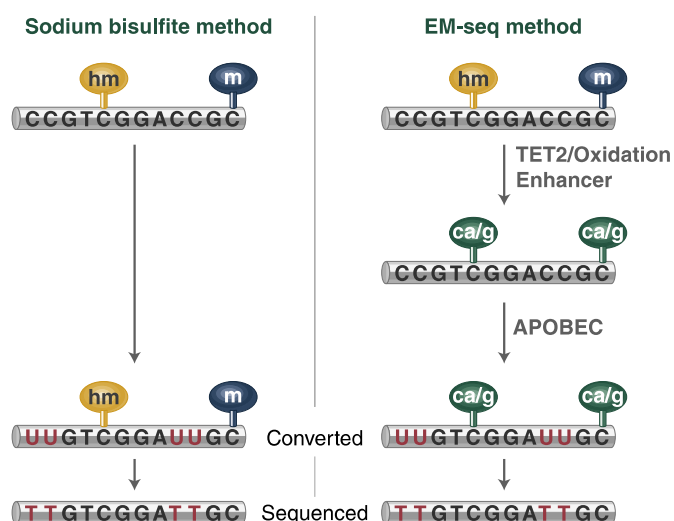 Sodium bisulfite method
EM-seq method
hm
m
CCGTCGGACCGC
hm
m
CCGTCGGACCGC
TET2/Oxidation
Enhancer
ca/g
ca/g
CCGTCGGACCGC
APOBEC
hm
m
UUGTCGGAUUGC
Converted
ca/g
ca/g
UUGTCGGAUUGC
TTGTCGGATTGC
Sequenced
TTGTCGGATTGC